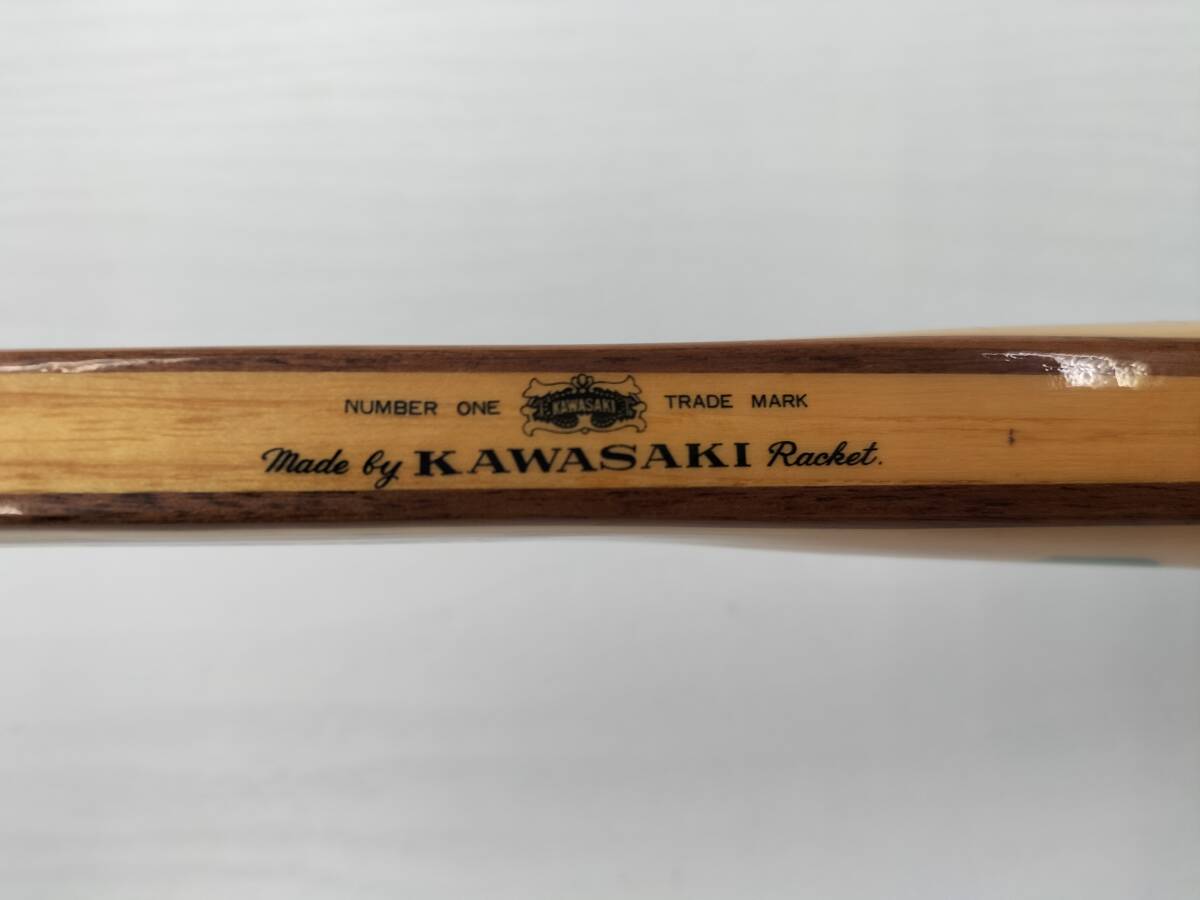 NUMBER ONE KAWASAKI TRADE MARK
Made by KAWASAKI Racket.